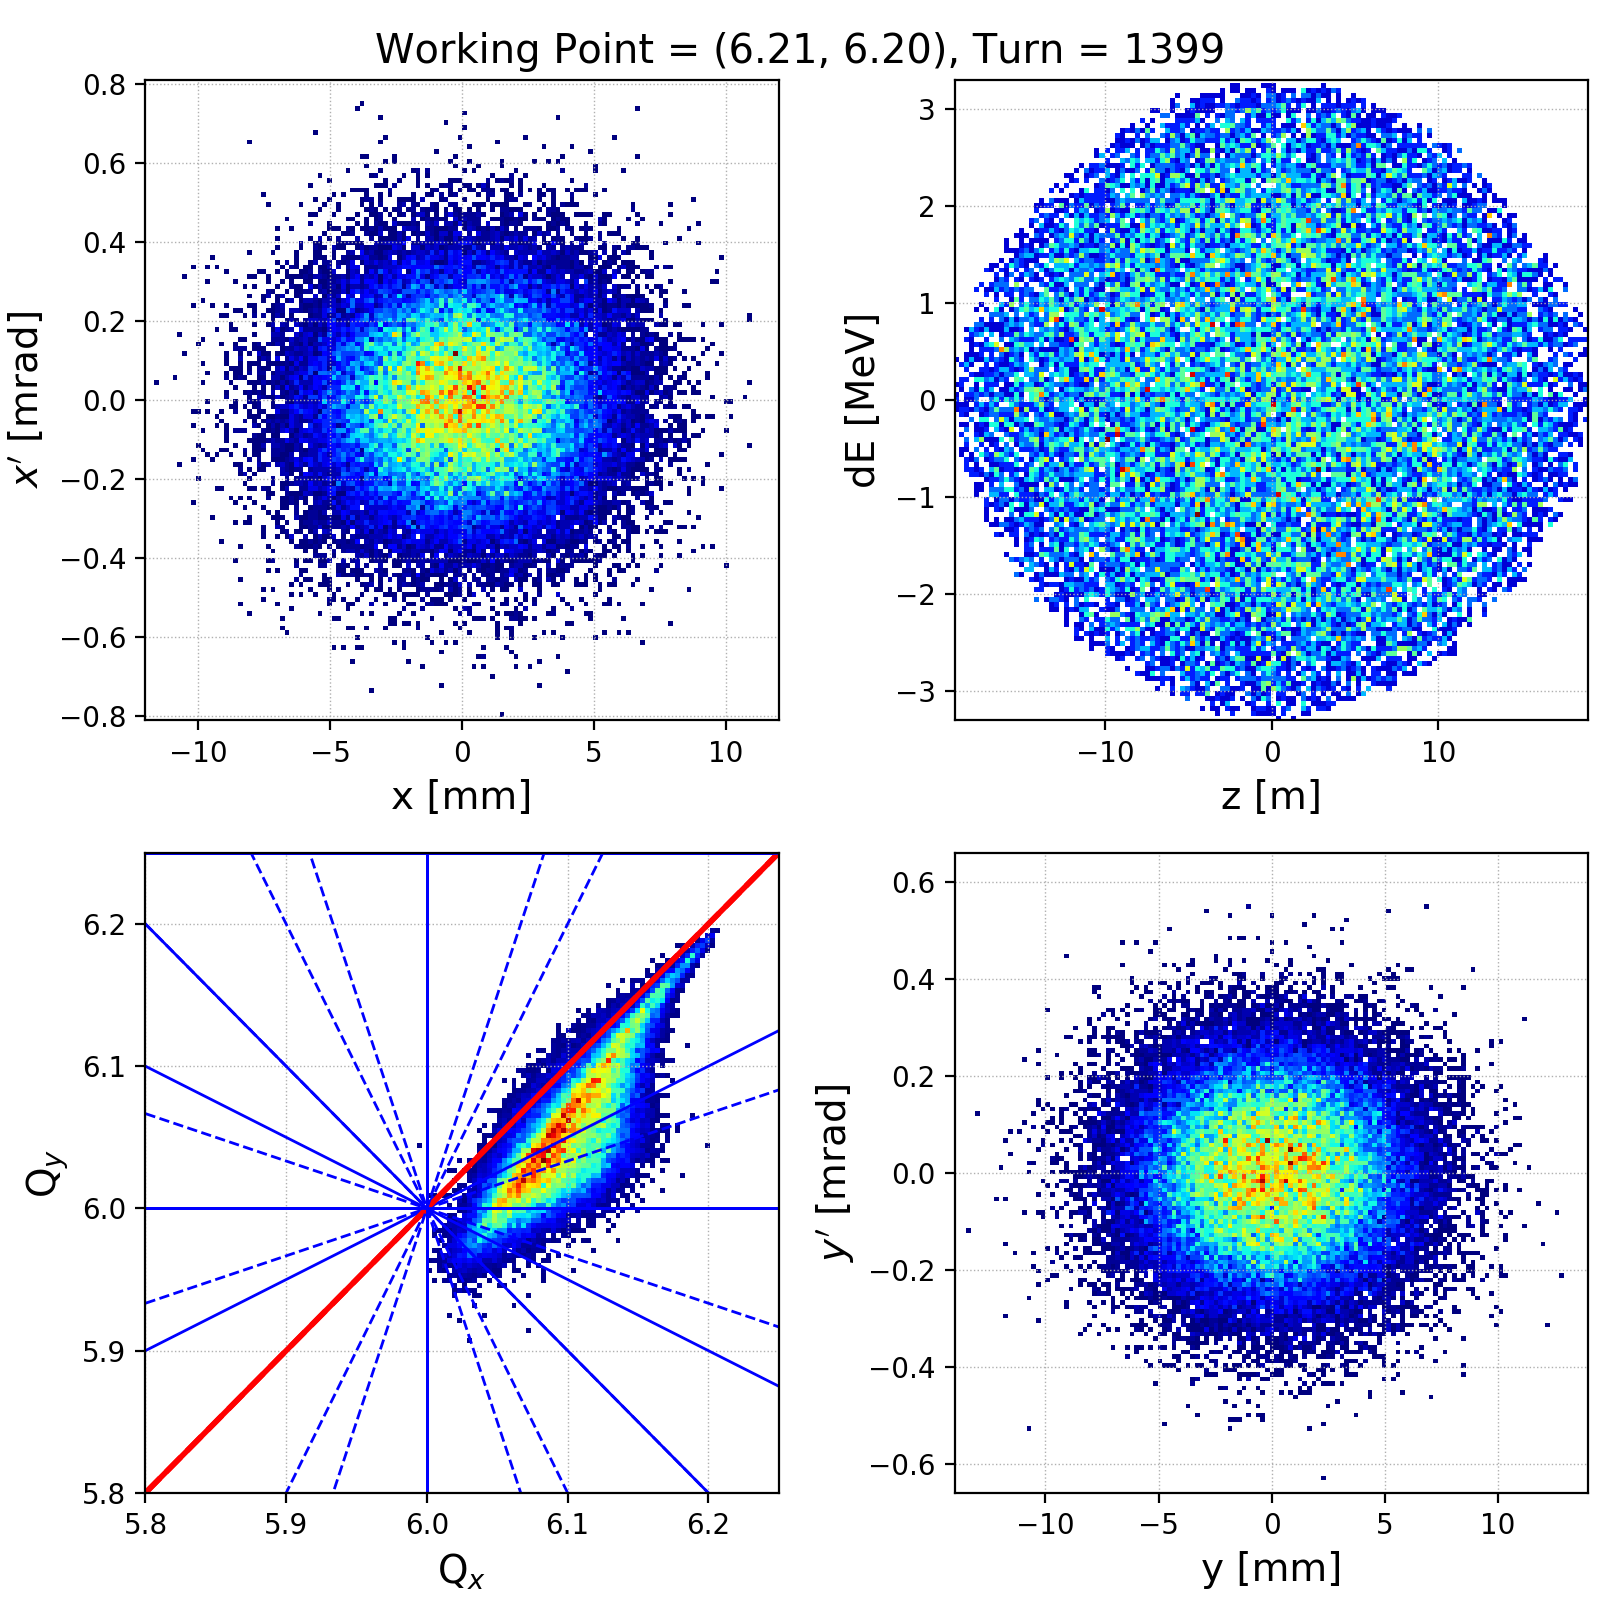 Working Point = (6.21, 6.20), Turn = 1399
0.8
0.6
0.4
0.2
0.0
−0.2
−0.4
−0.6
−0.8
x′ [mrad]
−10 −5 0 5 10
x [mm]
3
2
1
0
−1
−2
−3
dE [MeV]
−10 0 10
z [m]
6.2
6.1
6.0
5.9
5.8
Qy
5.8 5.9 6.0 6.1 6.2
Qx
0.6
0.4
0.2
0.0
−0.2
−0.4
−0.6
y′ [mrad]
−10 −5 0 5 10
y [mm]